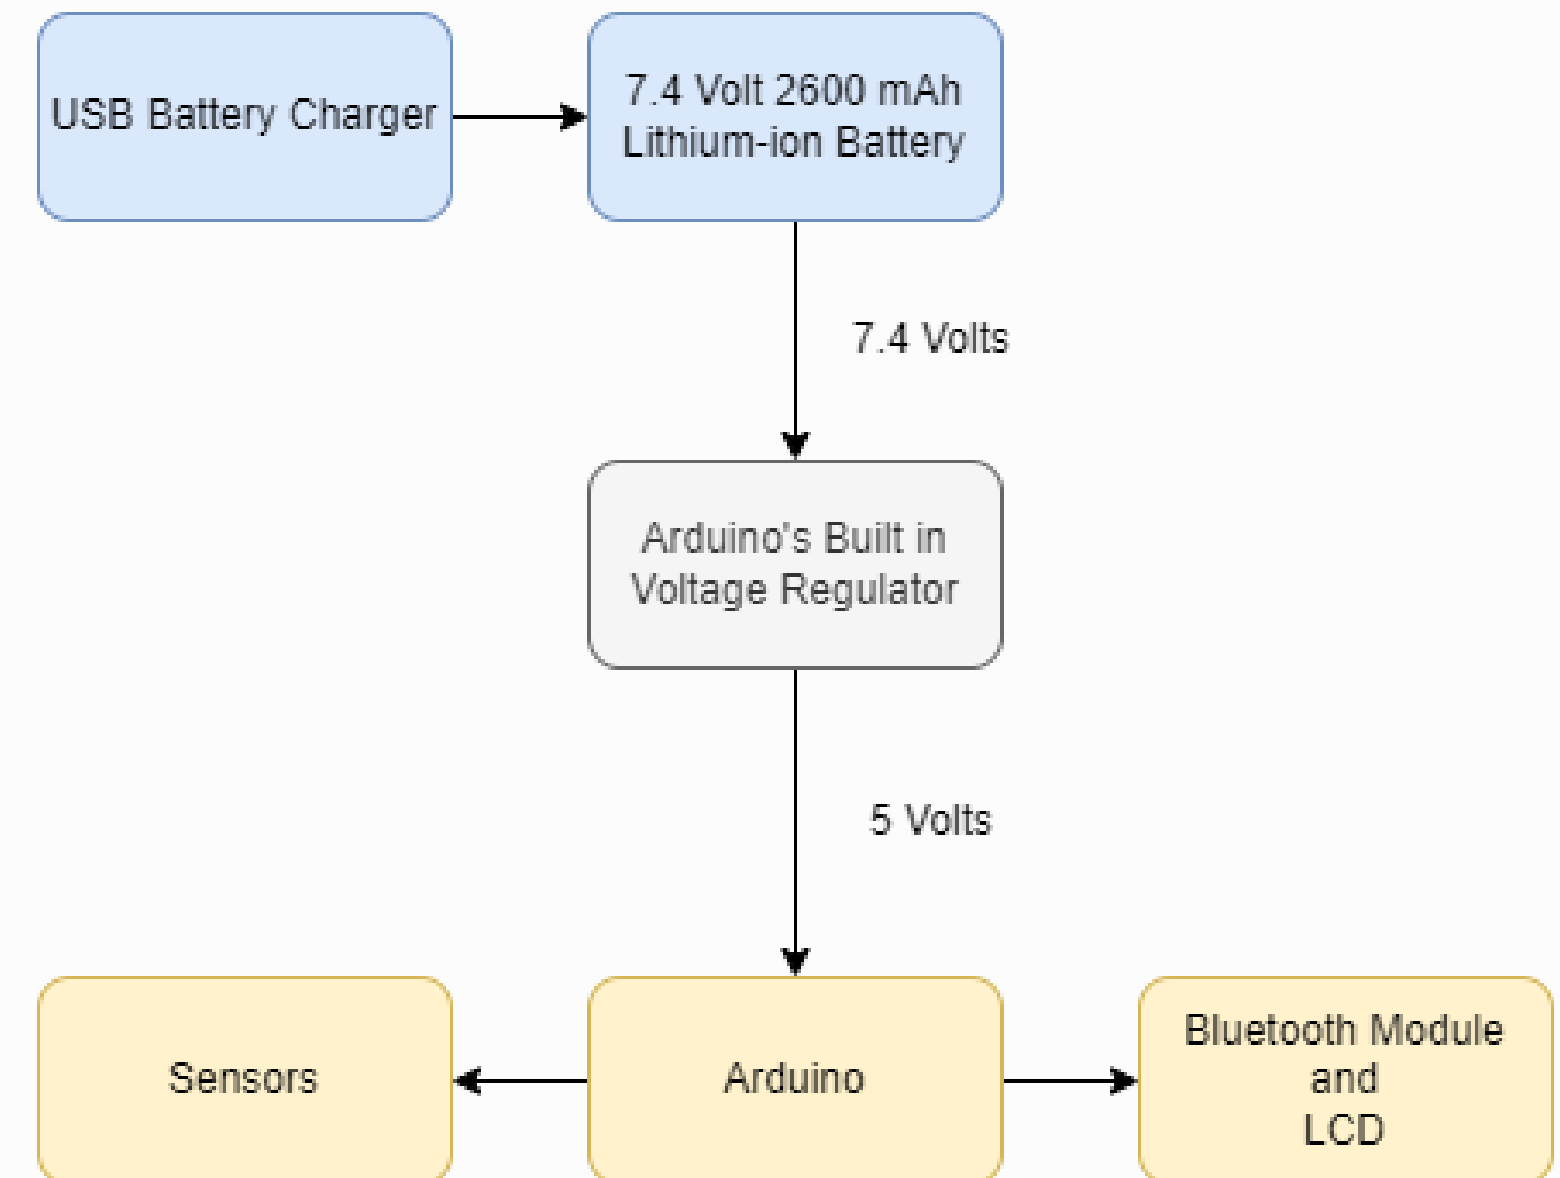 USB Battery Charger
7.4 Volt 2600 mAh
Lithium-ion Battery
7.4 Volts
Arduino's Built in
Voltage Regulator
5 Volts
Sensors
Arduino
Bluetooth Module
and
LCD